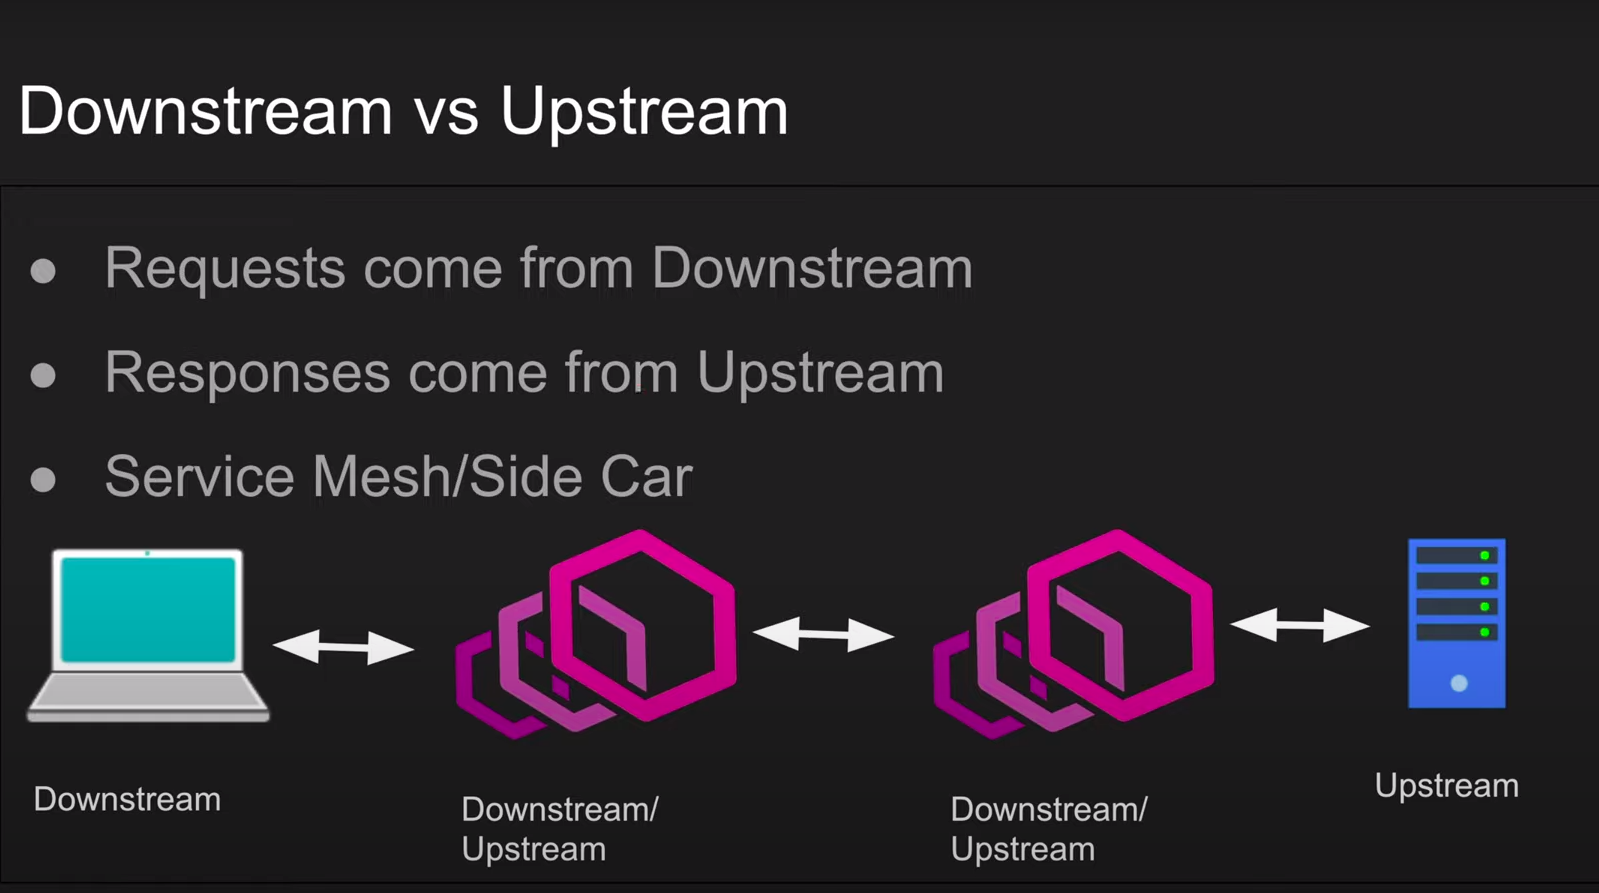 Downstream vs Upstream
● Requests come from Downstream
● Responses come from Upstream
● Service Mesh/Side Car
Downstream
Downstream/
Upstream
Downstream/
Upstream
Upstream